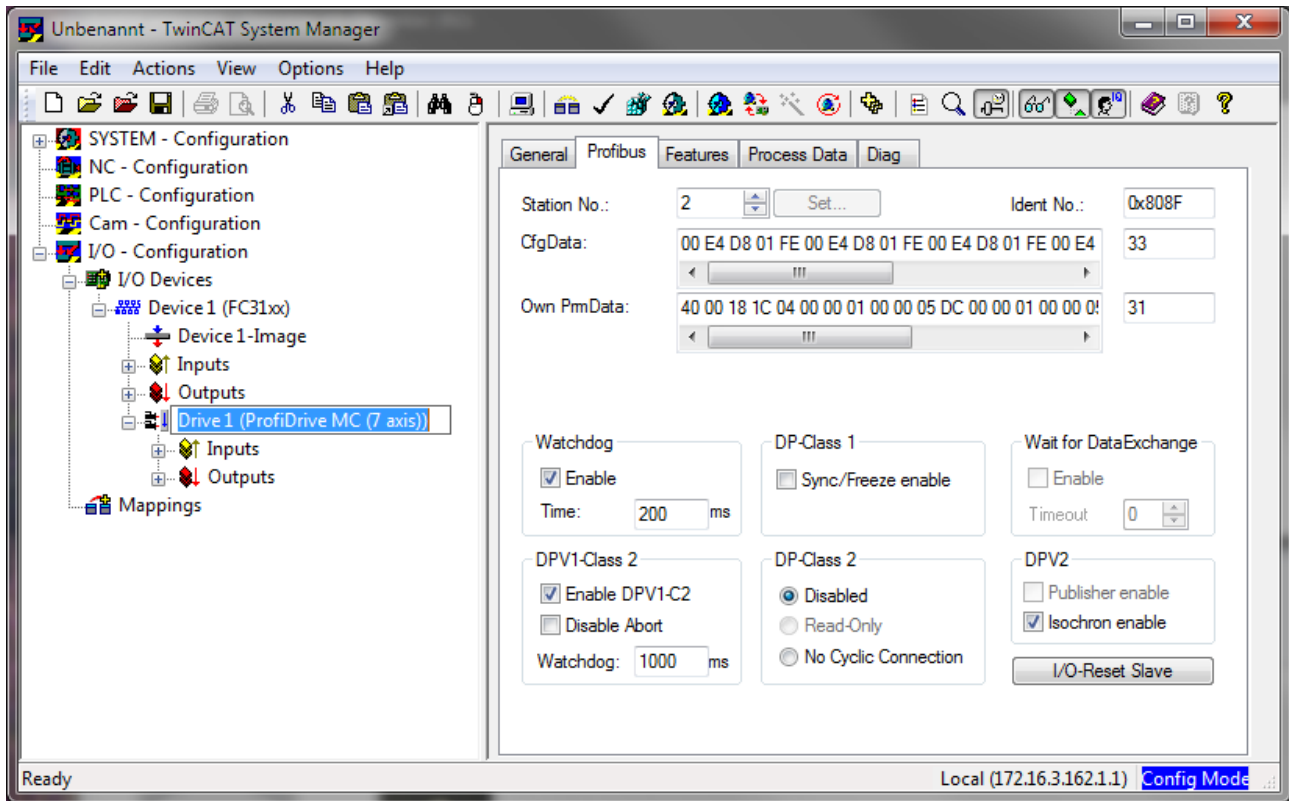 Unbenannt - TwinCAT System Manager
File Edit Actions View Options Help
SYSTEM - Configuration
NC - Configuration
PLC - Configuration
Cam - Configuration
I/O - Configuration
I/O Devices
Device 1 (FC31xx)
Device 1-Image
Inputs
Outputs
Drive 1 (ProfiDrive MC (7 axis))
Inputs
Outputs
Mappings
General Profibus Features Process Data Diag
Station No.: 2 Set... Ident No.: 0x808F
CfgData: 00 E4 D8 01 FE 00 E4 D8 01 FE 00 E4 D8 01 FE 00 E4 33
Own PrmData: 40 00 18 1C 04 00 00 01 00 00 05 DC 00 00 01 00 00 31
Watchdog DP-Class 1 Wait for DataExchange
Enable Sync/Freeze enable Enable
Time: 200 ms Timeout 0
DPV1-Class 2 DP-Class 2 DPV2
Enable DPV1-C2 Disabled Publisher enable
Disable Abort Read-Only Isochron enable
Watchdog: 1000 ms No Cyclic Connection I/O-Reset Slave
Ready Local (172.16.3.162.1.1) Config Mode